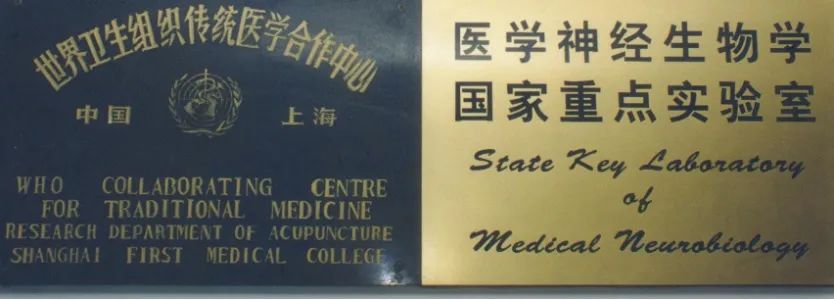 世界卫生组织传统医学合作中心
中国 上海
WHO COLLABORATING CENTRE
FOR TRADITIONAL MEDICINE
RESEARCH DEPARTMENT OF ACUPUNCTURE
SHANGHAI FIRST MEDICAL COLLEGE
医学神经生物学
国家重点实验室
State Key Laboratory
of
Medical Neurobiology